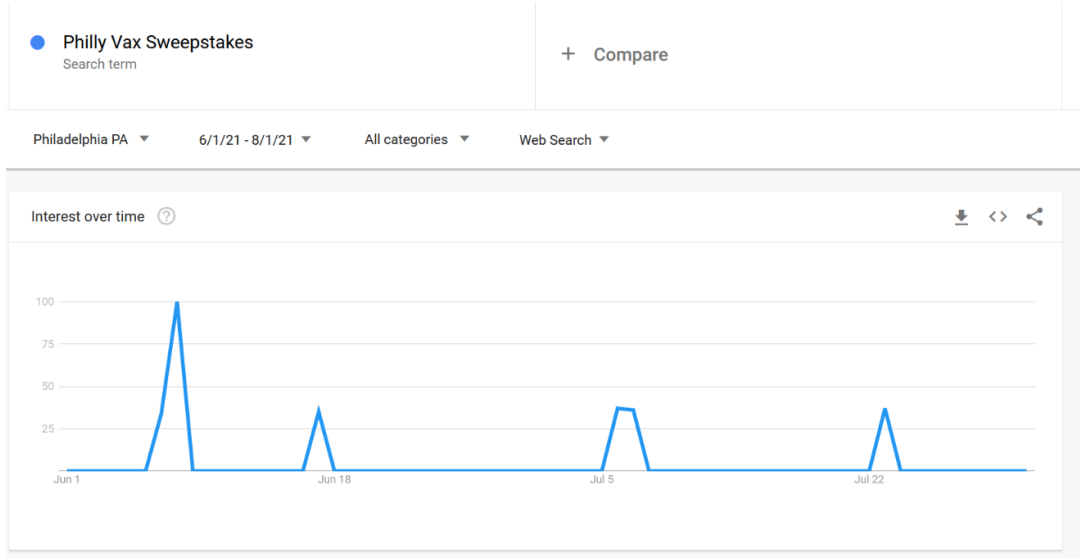 Philly Vax Sweepstakes
Search term
+ Compare
Philadelphia PA
6/1/21 - 8/1/21
All categories
Web Search
Interest over time ?
100
75
50
25
Jun 1
Jun 18
Jul 5
Jul 22